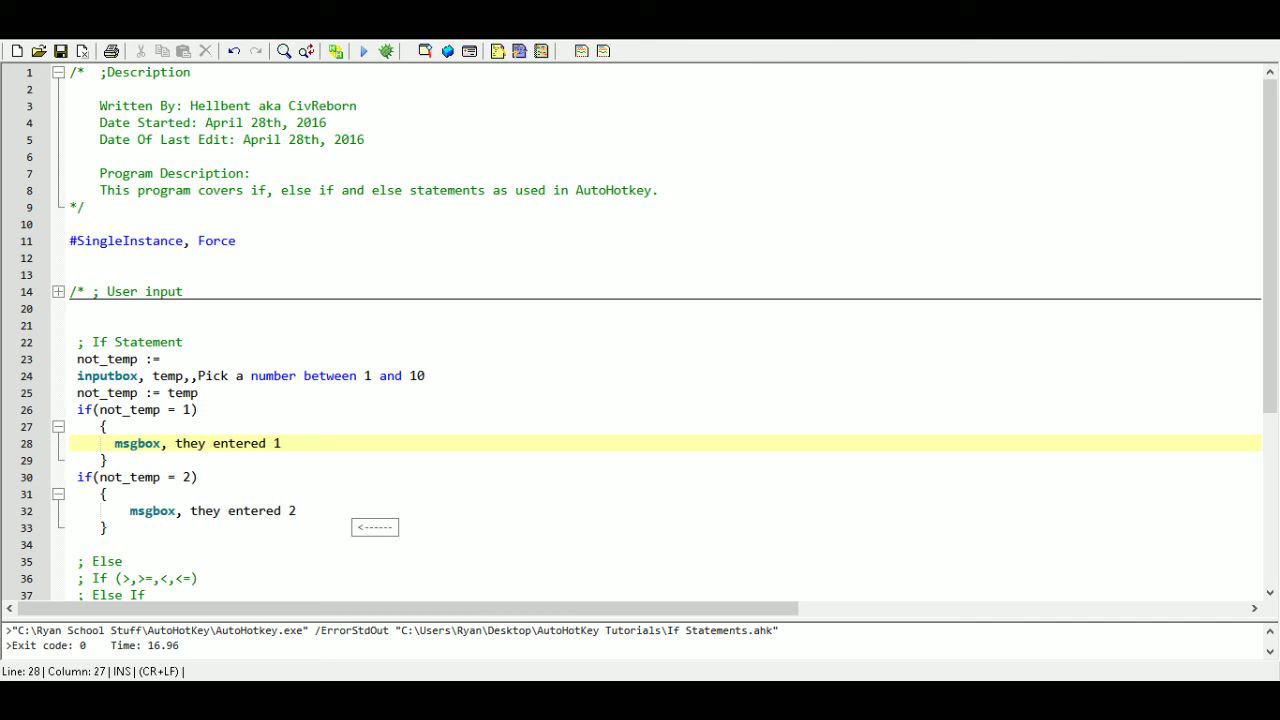 1 /*  ;Description
2
3 Written By: Hellbent aka CivReborn
4 Date Started: April 28th, 2016
5 Date Of Last Edit: April 28th, 2016
6
7 Program Description:
8 This program covers if, else if and else statements as used in AutoHotkey.
9 */
10
11 #SingleInstance, Force
12
13
14 /* ; User input
20
21
22 ; If Statement
23 not_temp :=
24 inputbox, temp,,Pick a number between 1 and 10
25 not_temp := temp
26 if(not_temp = 1)
27 {
28 msgbox, they entered 1
29 }
30 if(not_temp = 2)
31 {
32 msgbox, they entered 2
33 }
<------
34
35 ; Else
36 ; If (>,>=,<,<=)
37 ; Else If
>"C:\Ryan School Stuff\AutoHotKey\AutoHotkey.exe" /ErrorStdOut "C:\Users\Ryan\Desktop\AutoHotKey Tutorials\If Statements.ahk"
>Exit code: 0    Time: 16.96
Line: 28 | Column: 27 | INS | (CR+LF) |